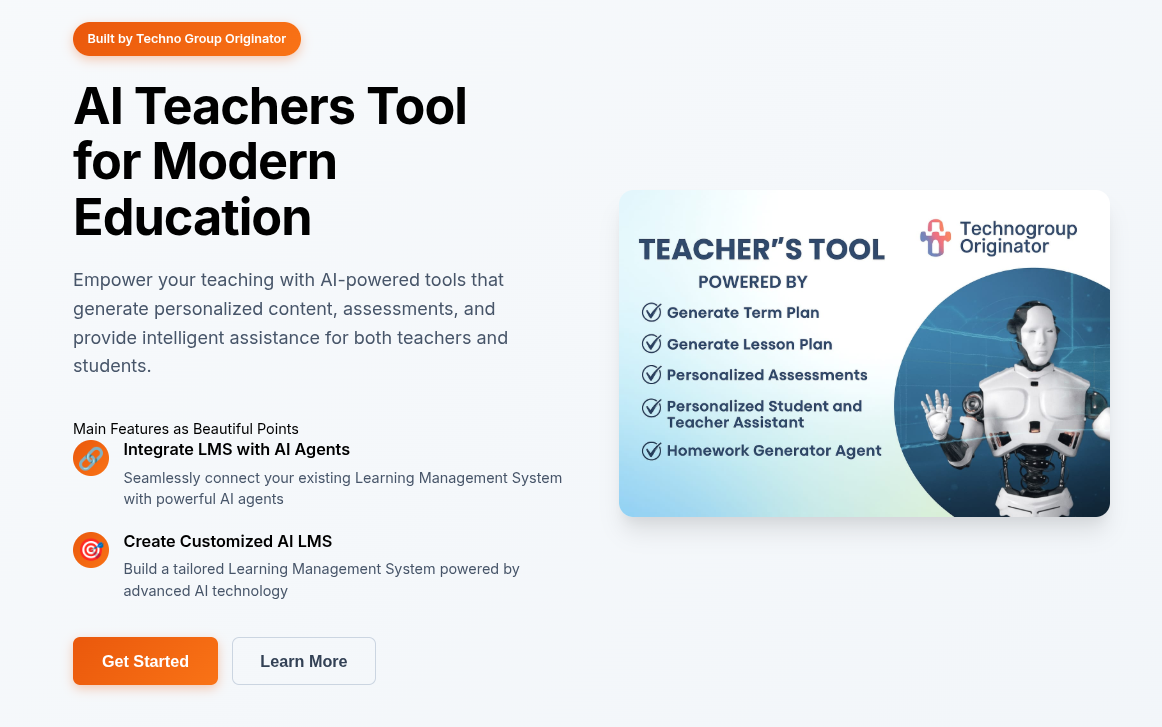 Built by Techno Group Originator
AI Teachers Tool
for Modern
Education
Empower your teaching with AI-powered tools that
generate personalized content, assessments, and
provide intelligent assistance for both teachers and
students.
Main Features as Beautiful Points
Integrate LMS with AI Agents
Seamlessly connect your existing Learning Management System
with powerful AI agents
Create Customized AI LMS
Build a tailored Learning Management System powered by
advanced AI technology
Get Started
Learn More
Technogroup
Originator
TEACHER'S TOOL
POWERED BY
Generate Term Plan
Generate Lesson Plan
Personalized Assessments
Personalized Student and
Teacher Assistant
Homework Generator Agent